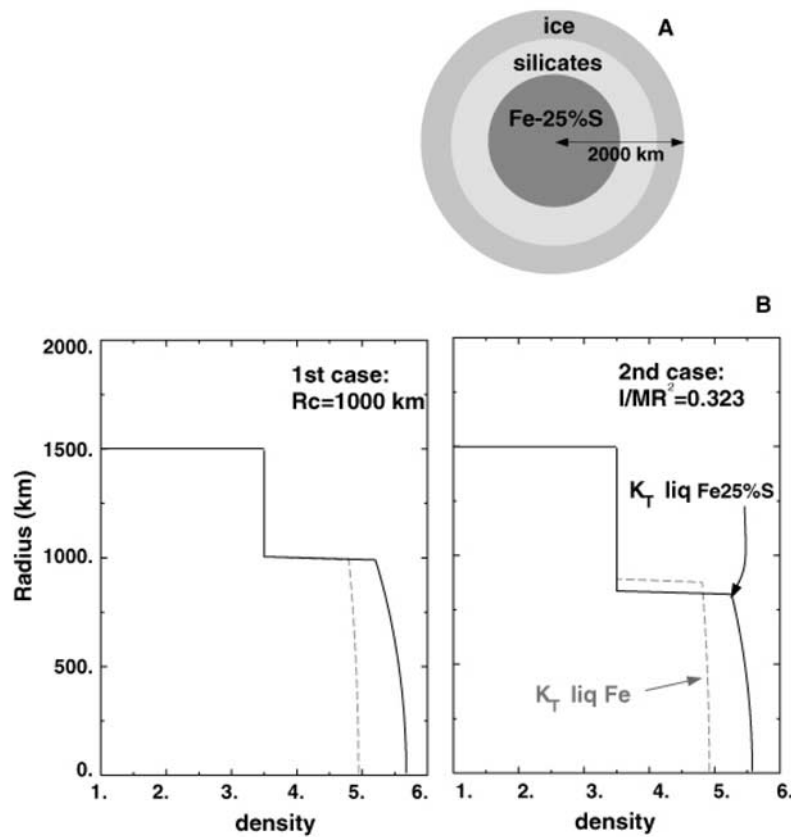 ice
A
silicates
Fe-25%S
2000 km
B
2000.
1500
1000.
500.
0.
Radius (km)
1st case:
Rc=1000 km
1. 2. 3. 4. 5. 6.
density
2nd case:
I/MR²=0.323
K_T liq Fe25%S
K_T liq Fe
1. 2. 3. 4. 5. 6.
density